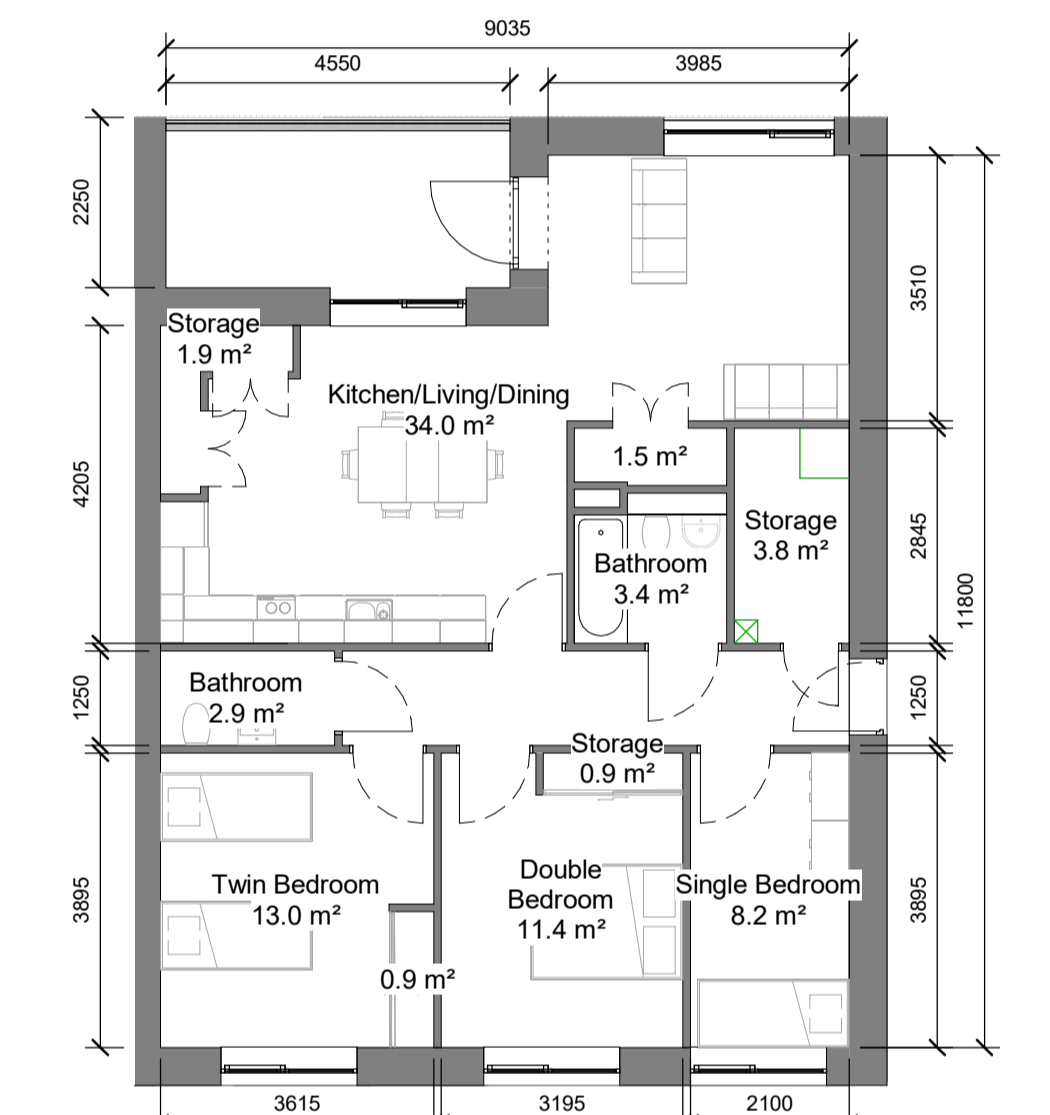 9035
4550
3985
2250
3510
Storage
1.9 m²
Kitchen/Living/Dining
34.0 m²
1.5 m²
4205
Storage
3.8 m²
2845
Bathroom
3.4 m²
11800
Bathroom
2.9 m²
1250
1250
Storage
0.9 m²
Twin Bedroom
13.0 m²
Double
Bedroom
11.4 m²
Single Bedroom
8.2 m²
3895
3895
0.9 m²
3615
3195
2100